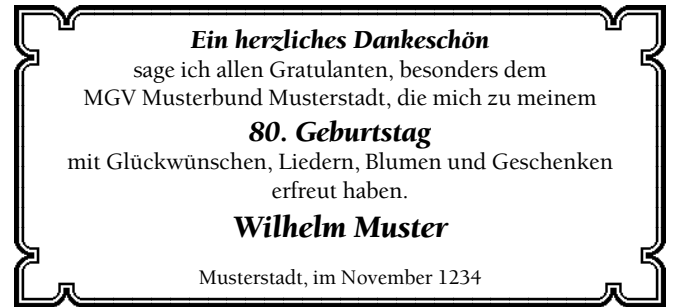 Ein herzliches Dankeschön
sage ich allen Gratulanten, besonders dem
MGV Musterbund Musterstadt, die mich zu meinem
80. Geburtstag
mit Glückwünschen, Liedern, Blumen und Geschenken
erfreut haben.
Wilhelm Muster
Musterstadt, im November 1234